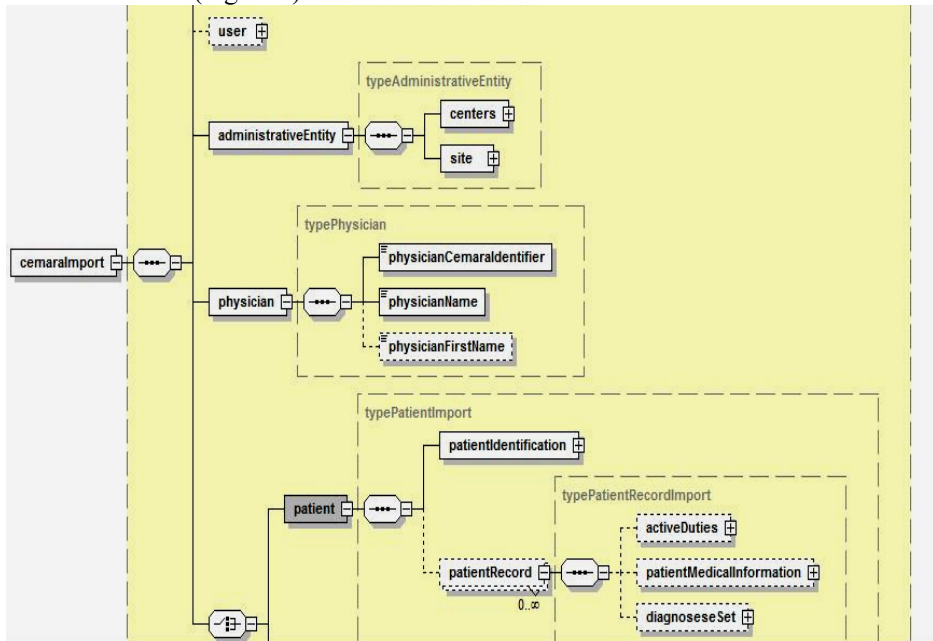 user
typeAdministrativeEntity
centers
administrativeEntity
site
typePhysician
physicianCemaraIdentifier
cemaraImport
physician
physicianName
physicianFirstName
typePatientImport
patientIdentification
typePatientRecordImport
patient
activeDuties
patientRecord
patientMedicalInformation
0..∞
diagnoseseSet